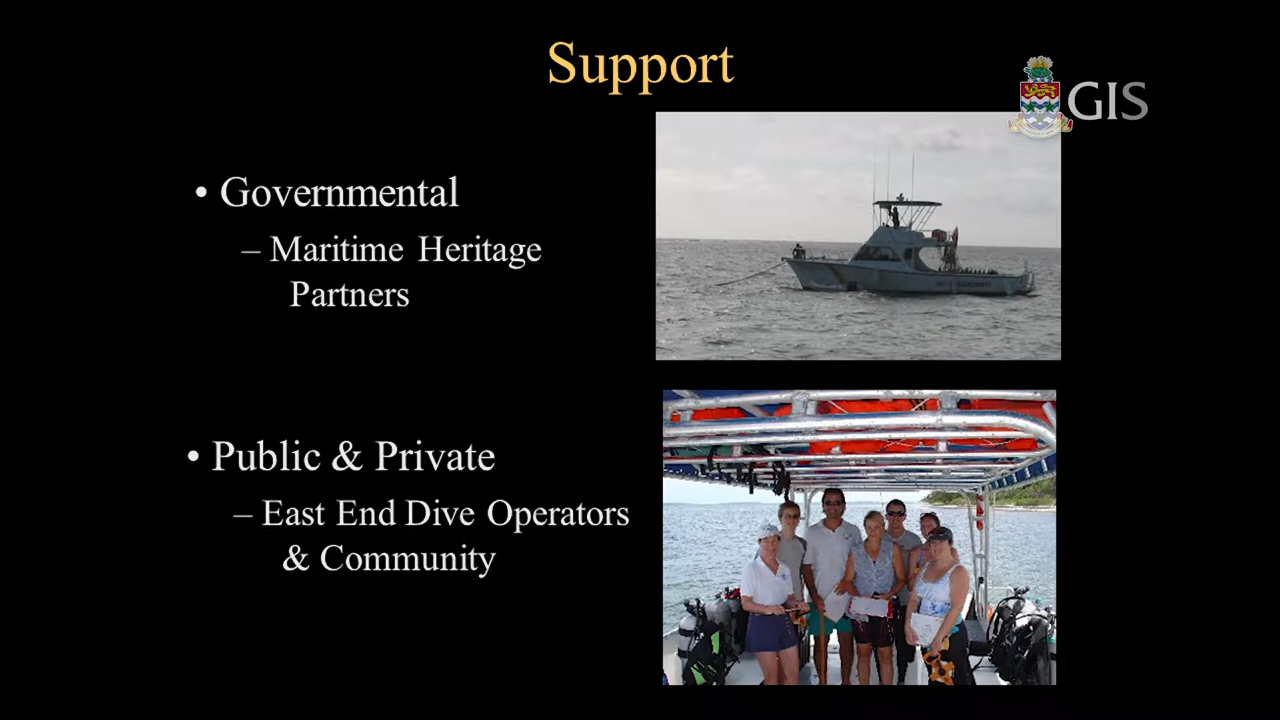 Support
GIS
• Governmental
– Maritime Heritage
Partners
• Public & Private
– East End Dive Operators
& Community